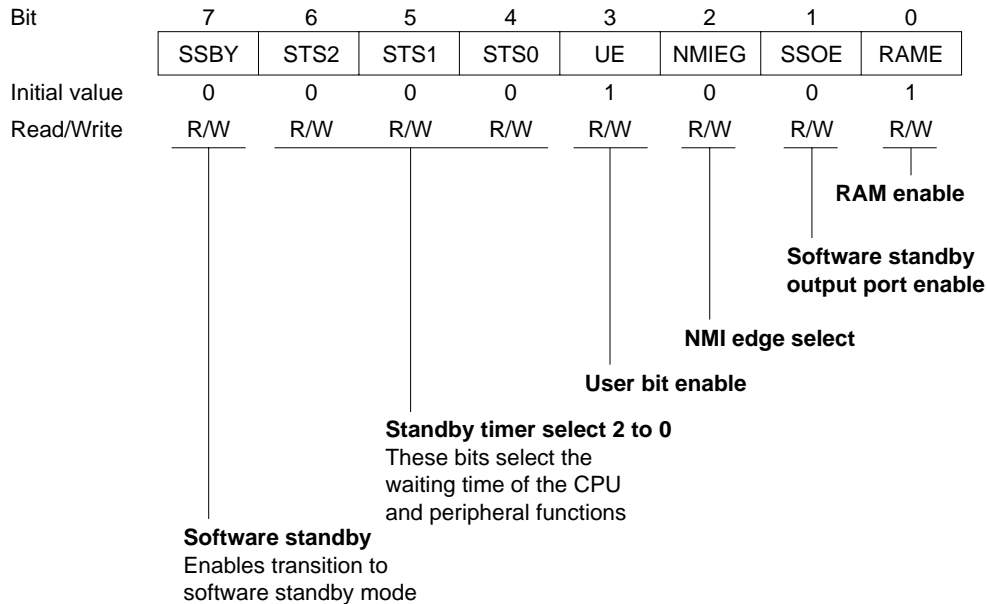 Bit 7 6 5 4 3 2 1 0
SSBY STS2 STS1 STS0 UE NMIEG SSOE RAME
Initial value 0 0 0 0 1 0 0 1
Read/Write R/W R/W R/W R/W R/W R/W R/W R/W
RAM enable
Software standby
output port enable
NMI edge select
User bit enable
Standby timer select 2 to 0
These bits select the
waiting time of the CPU
and peripheral functions
Software standby
Enables transition to
software standby mode